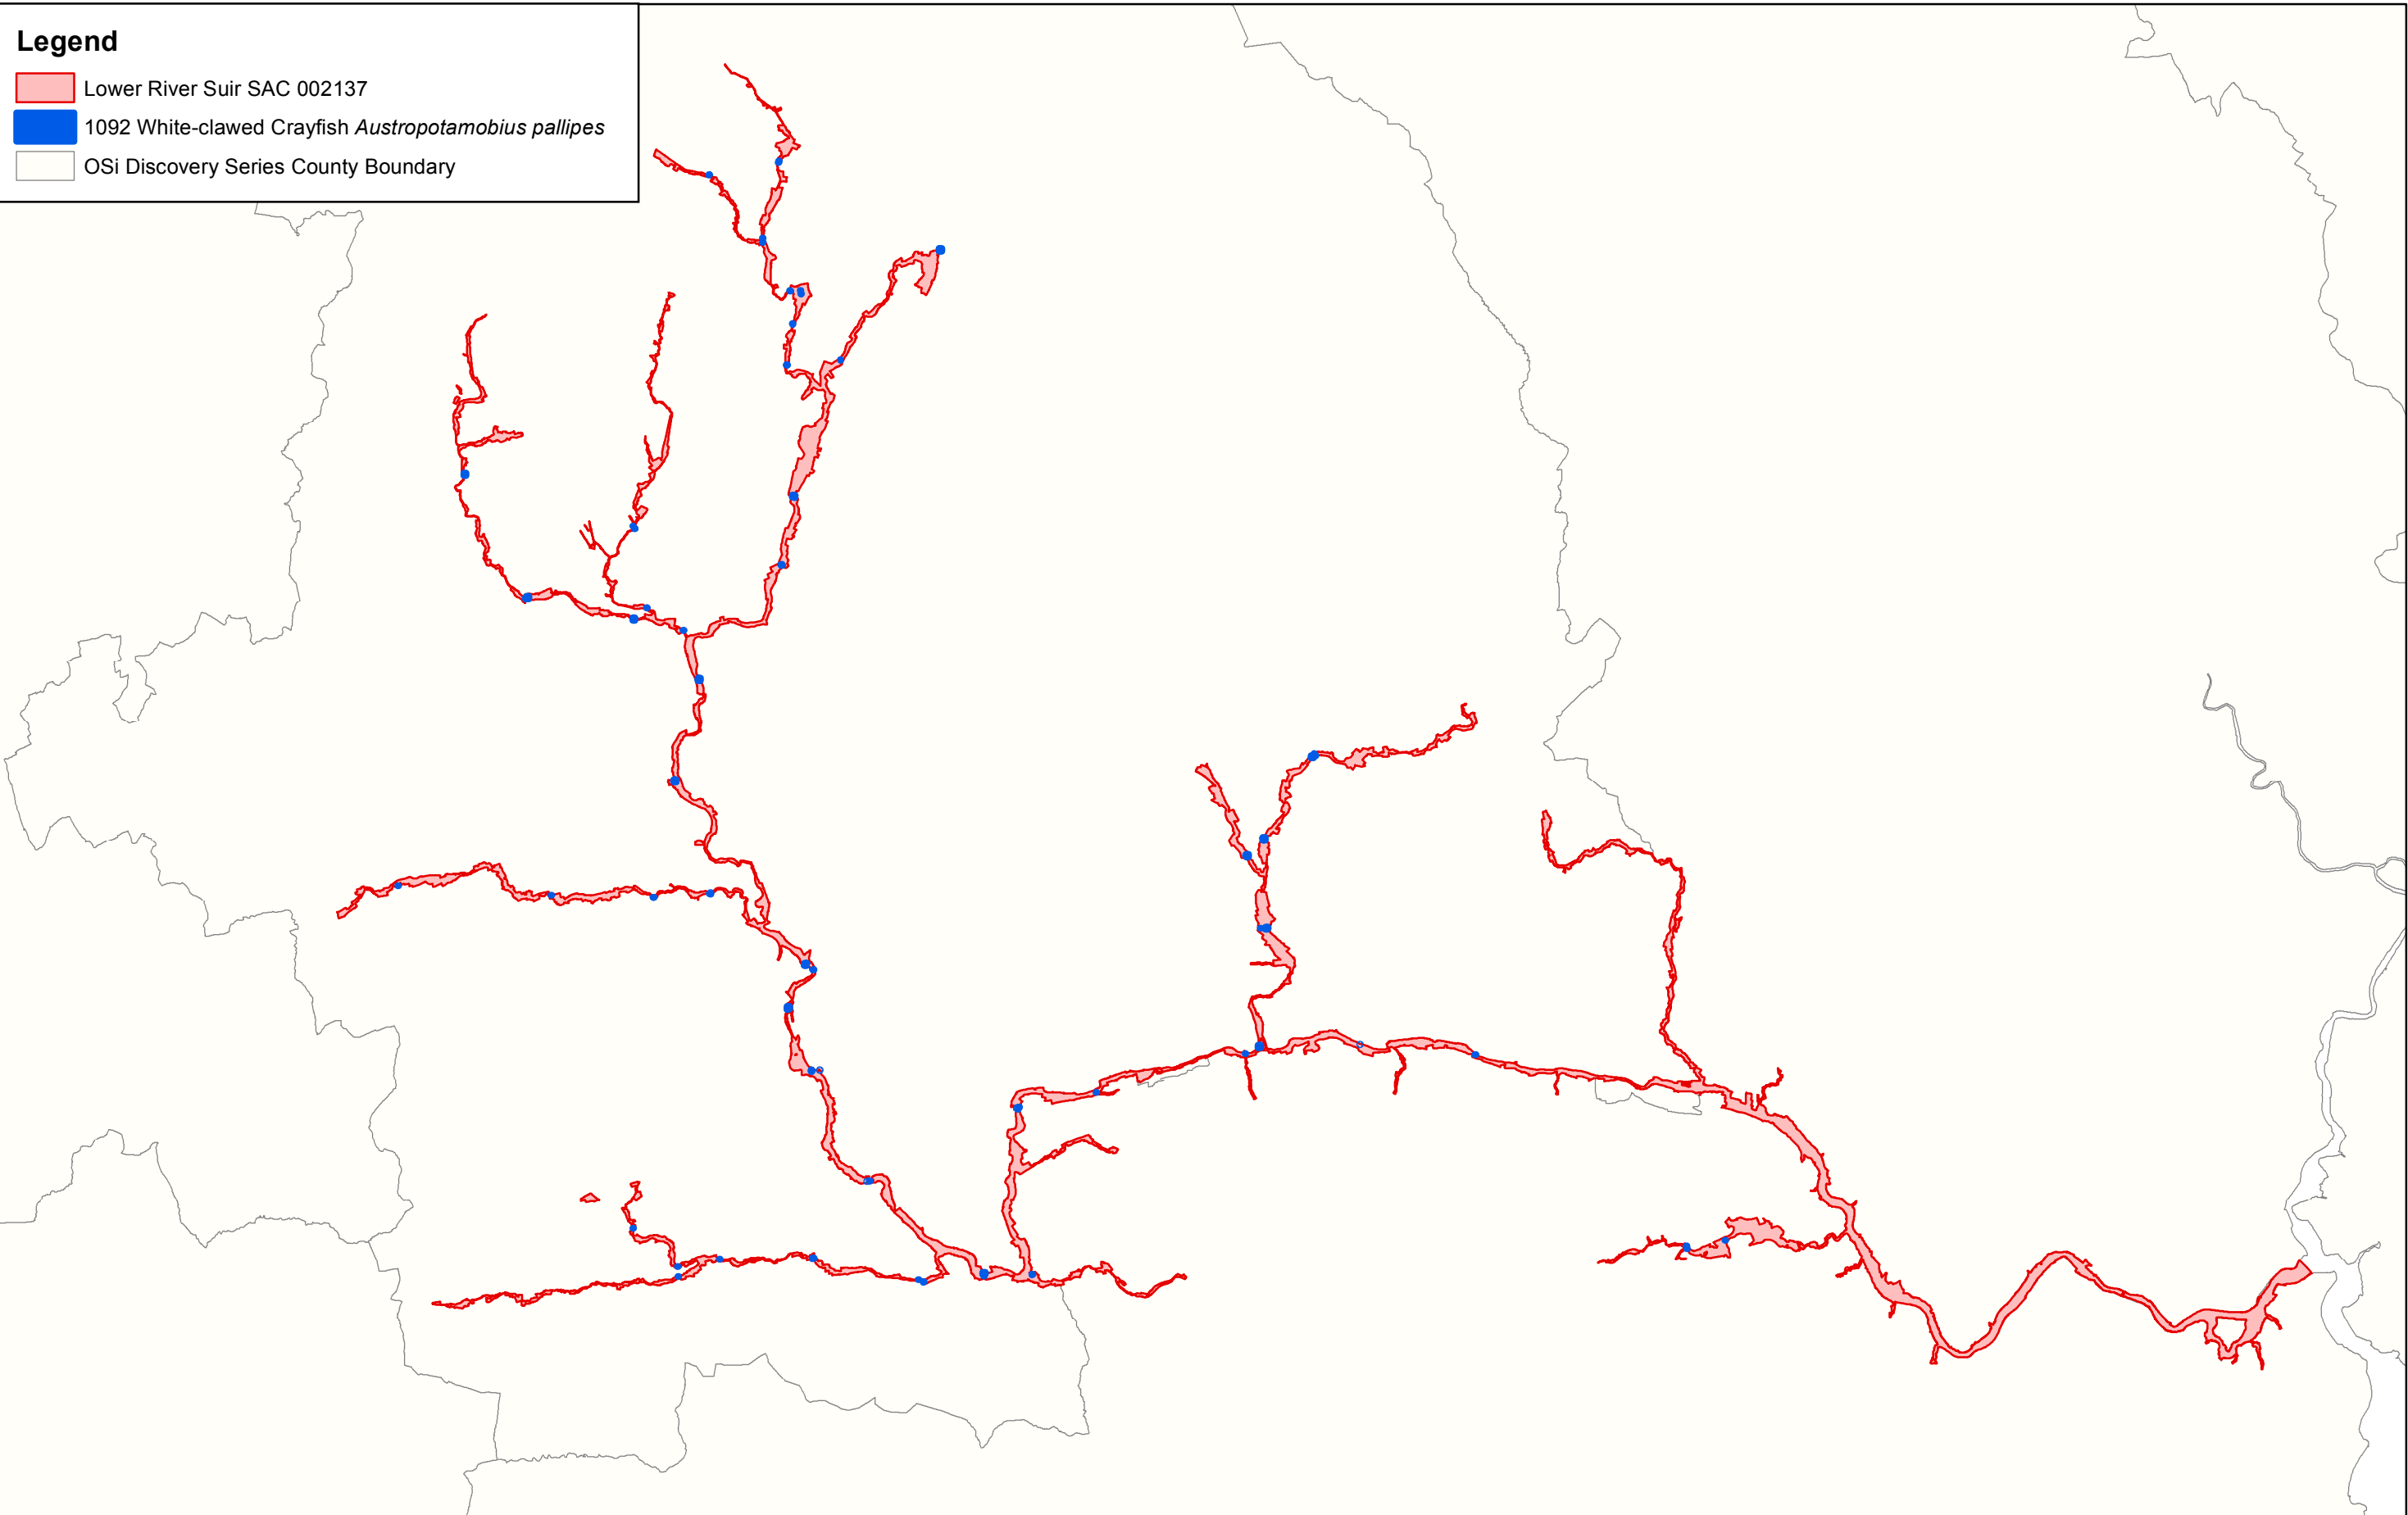 Legend
Lower River Suir SAC 002137
1092 White-clawed Crayfish Austropotamobius pallipes
OSi Discovery Series County Boundary